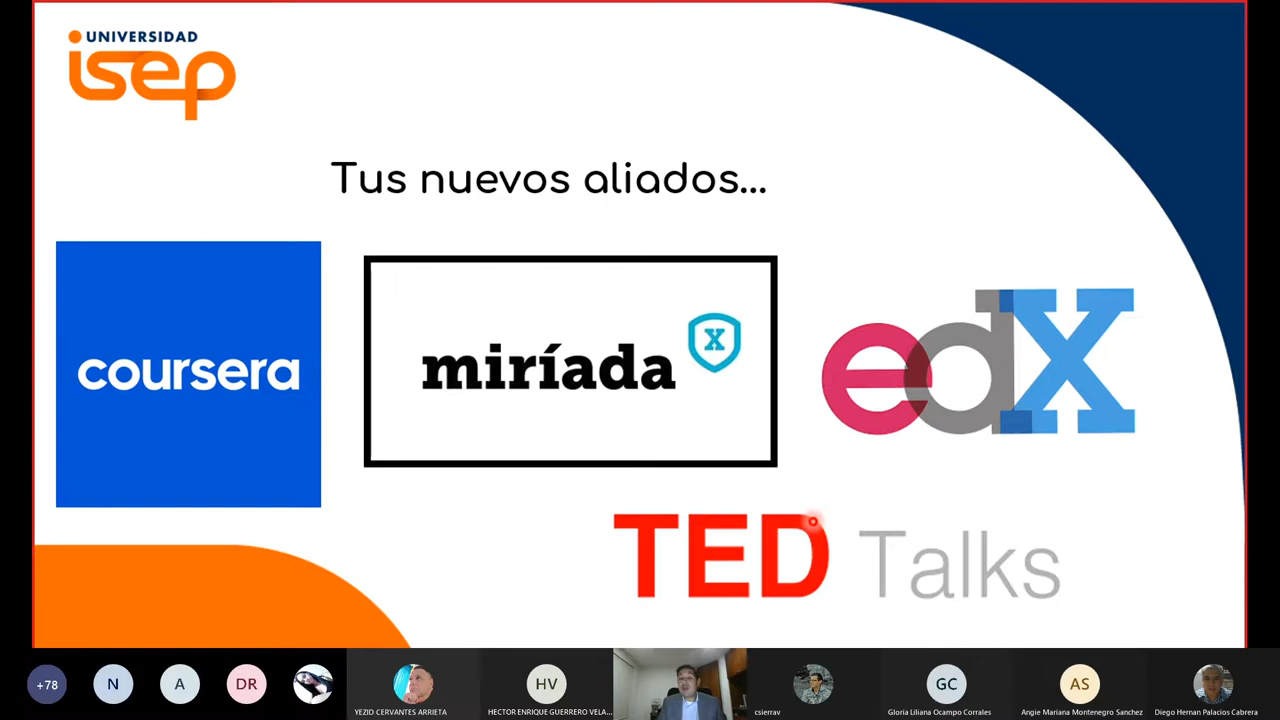 UNIVERSIDAD
isep
Tus nuevos aliados...
coursera
miríada X
edX
TED Talks
+78
N
A
DR
YEZID CERVANTES ARRIETA
HV
HECTOR ENRIQUE GUERRERO VELA...
csierrav
GC
Gloria Liliana Ocampo Corrales
AS
Angie Mariana Montenegro Sanchez
Diego Hernan Palacios Cabrera